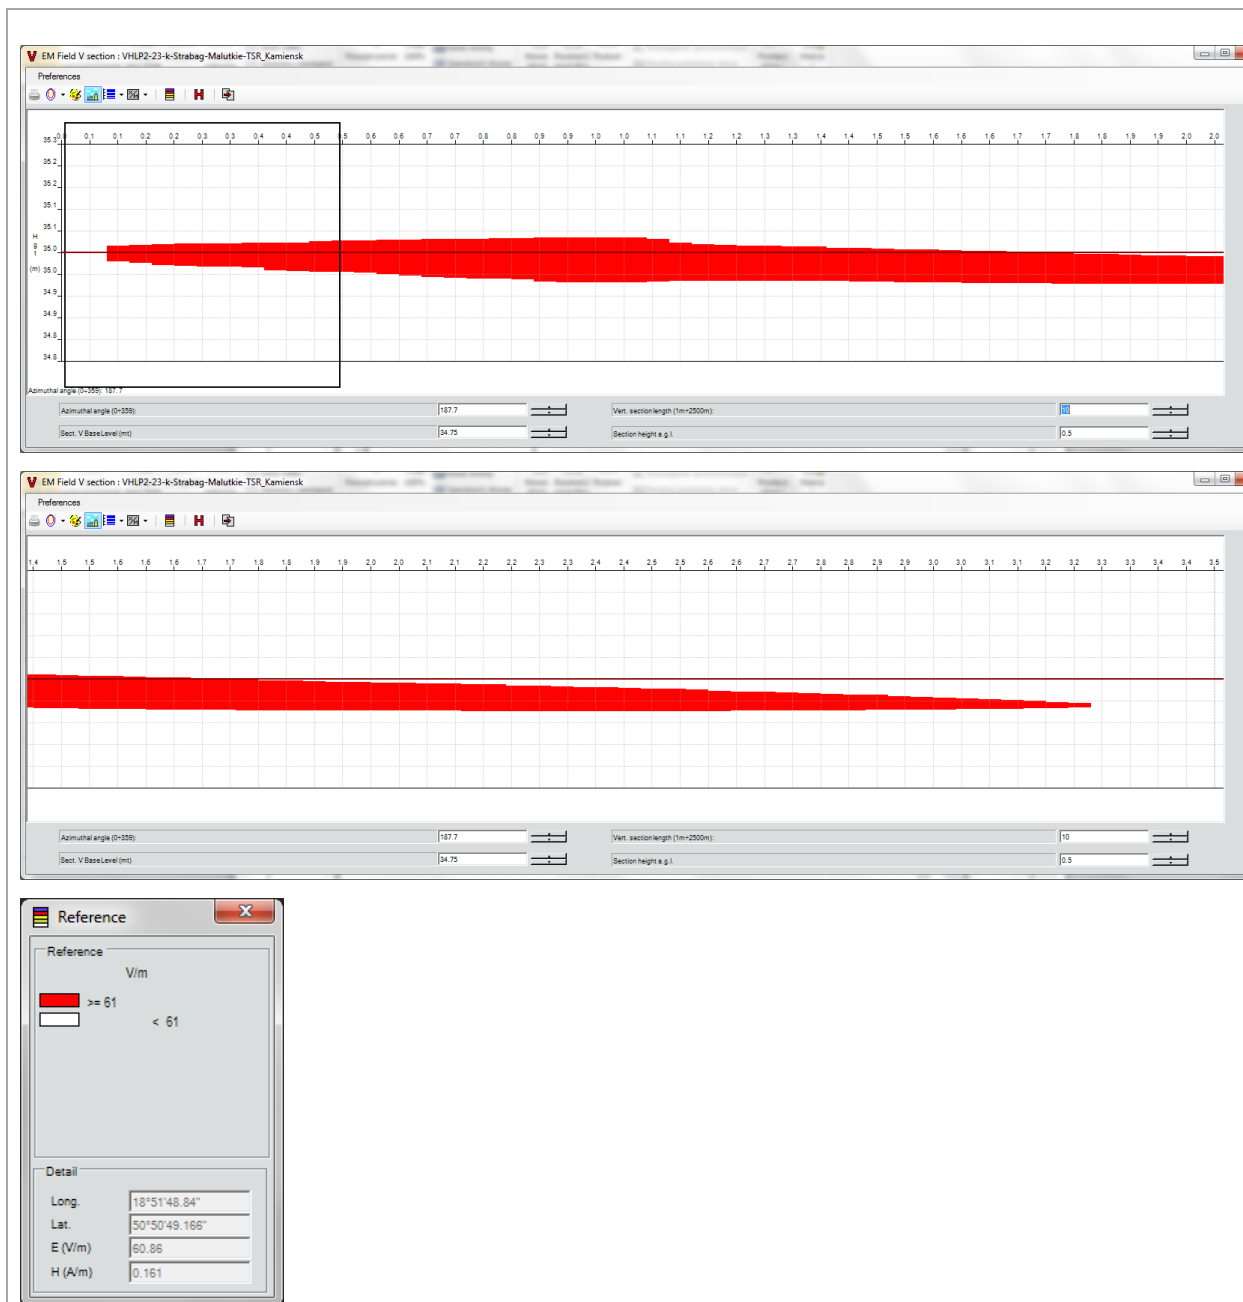 EM Field V section : VHLP2-23-k-Strabag-Malutkie-TSR_Kamiensk
Preferences
0.0 0.1 0.1 0.2 0.2 0.3 0.3 0.4 0.4 0.5 0.5 0.6 0.6 0.7 0.7 0.8 0.8 0.9 0.9 1.0 1.0 1.1 1.1 1.2 1.2 1.3 1.3 1.4 1.4 1.5 1.5 1.6 1.6 1.7 1.7 1.8 1.8 1.9 1.9 2.0 2.0
35.3
35.2
35.2
35.1
35.1
Hgt
35.0
(m) 35.0
34.9
34.9
34.8
34.8
Azimuthal angle (0÷359): 187.7
Azimuthal angle (0÷359): 187.7 Vert. section length (1m÷2500m): 10
Sect. V Base Level (mt) 34.75 Section height a.g.l. 0.5
EM Field V section : VHLP2-23-k-Strabag-Malutkie-TSR_Kamiensk
Preferences
1.4 1.5 1.5 1.6 1.6 1.7 1.7 1.8 1.8 1.9 1.9 2.0 2.0 2.1 2.1 2.2 2.2 2.3 2.3 2.4 2.4 2.5 2.5 2.6 2.6 2.7 2.7 2.8 2.8 2.9 2.9 3.0 3.0 3.1 3.1 3.2 3.2 3.3 3.3 3.4 3.4 3.5
Azimuthal angle (0÷359): 187.7 Vert. section length (1m÷2500m): 10
Sect. V Base Level (mt) 34.75 Section height a.g.l. 0.5
Reference
Reference
V/m
>= 61
< 61
Detail
Long. 18°51'48.84"
Lat. 50°50'49.166"
E (V/m) 60.86
H (A/m) 0.161